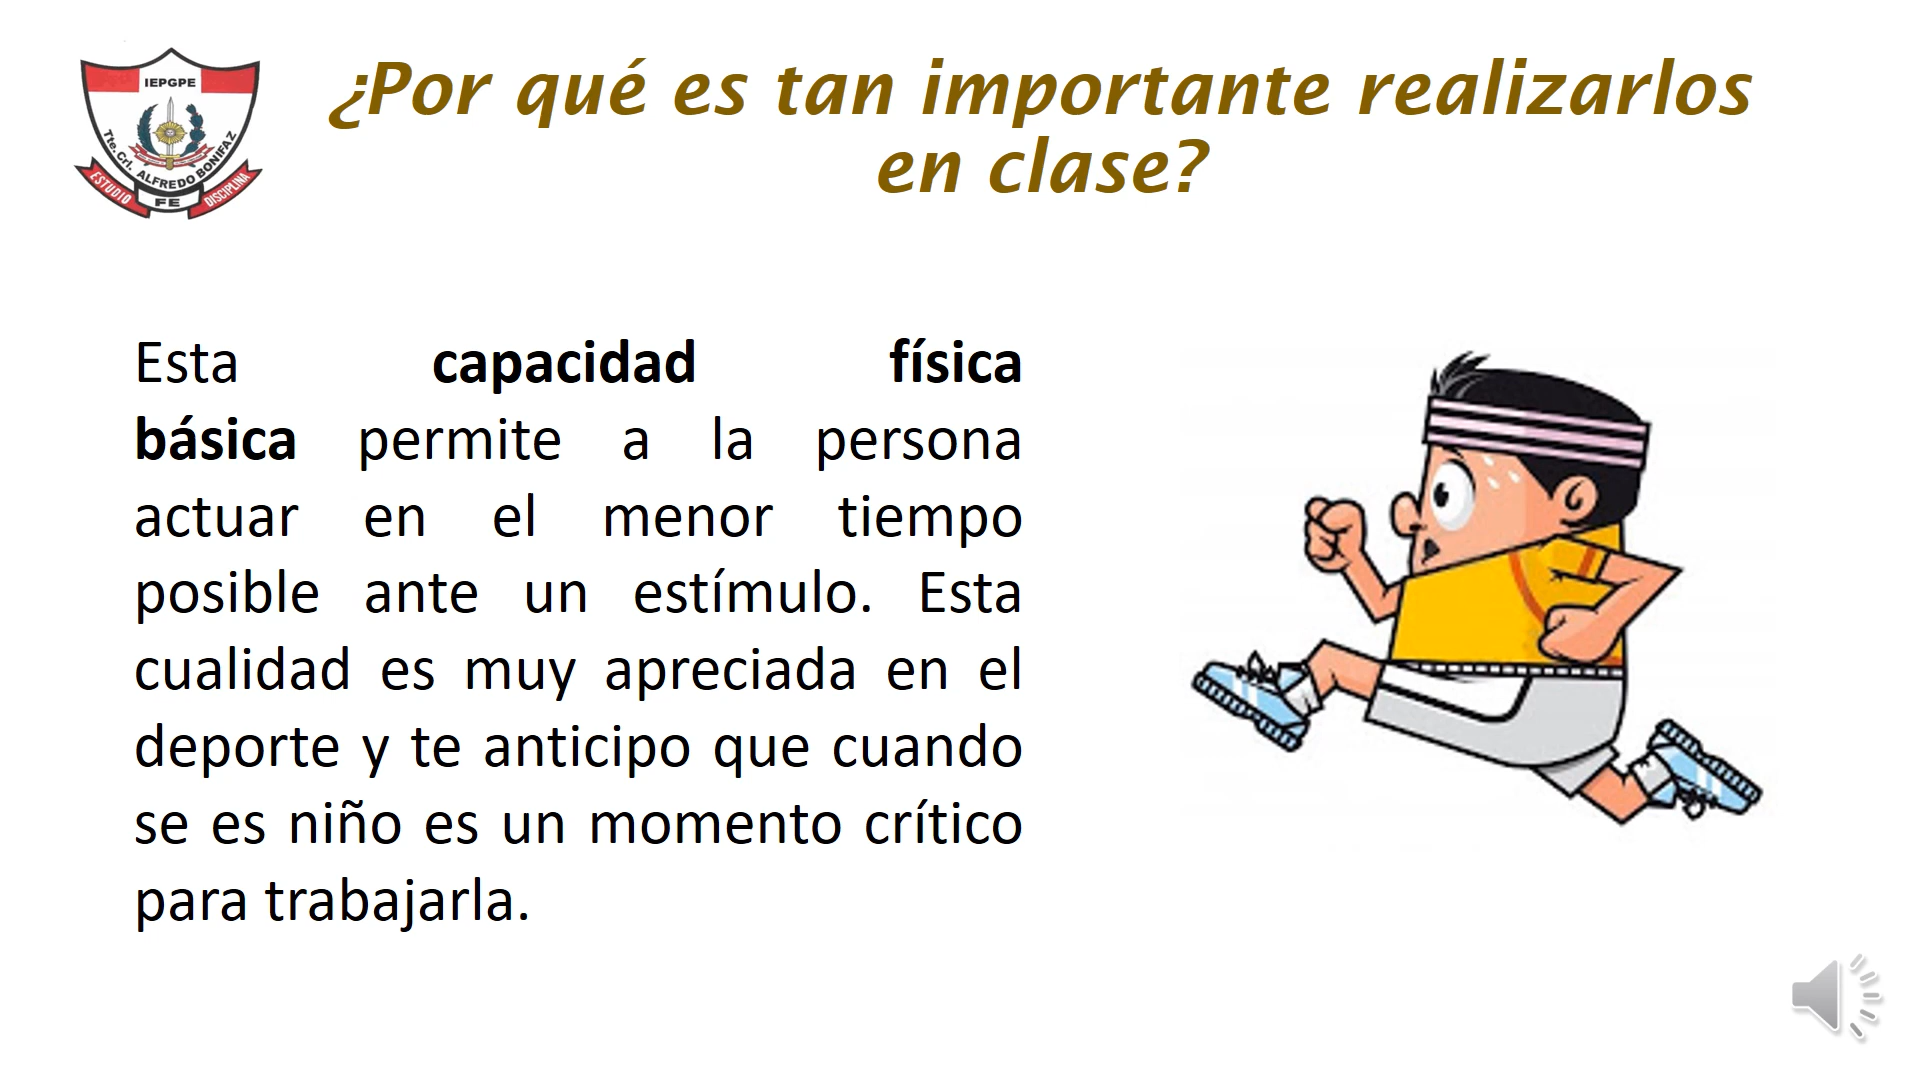 IEPGPE
Tte. Crl. ALFREDO BONIFAZ
ESTUDIO
FE
DISCIPLINA
¿Por qué es tan importante realizarlos
en clase?
Esta capacidad física
básica permite a la persona
actuar en el menor tiempo
posible ante un estímulo. Esta
cualidad es muy apreciada en el
deporte y te anticipo que cuando
se es niño es un momento crítico
para trabajarla.